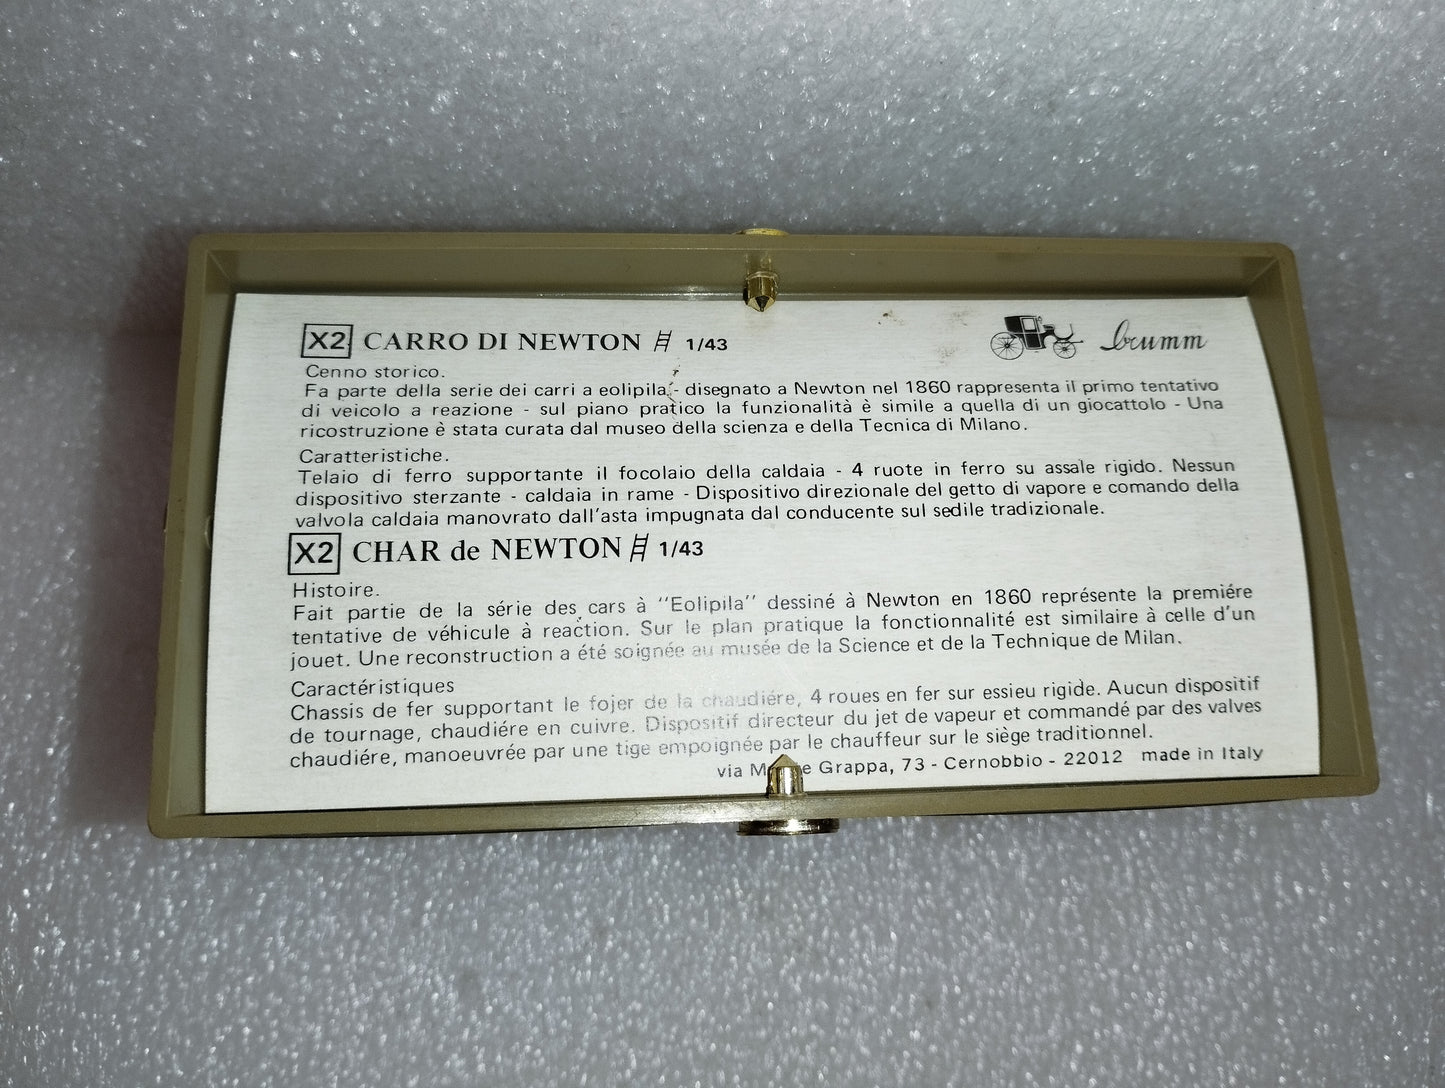 X2 CARRO DI NEWTON 1/43
brumm
Cenno storico.
Fa parte della serie dei carri a eolipila,- disegnato a Newton nel 1860 rappresenta il primo tentativo
di veicolo a reazione - sul piano pratico la funzionalità è simile a quella di un giocattolo - Una
ricostruzione è stata curata dal museo della scienza e della Tecnica di Milano.
Caratteristiche.
Telaio di ferro supportante il focolaio della caldaia - 4 ruote in ferro su assale rigido. Nessun
dispositivo sterzante - caldaia in rame - Dispositivo direzionale del getto di vapore e comando della
valvola caldaia manovrato dall'asta impugnata dal conducente sul sedile tradizionale.
X2 CHAR de NEWTON 1/43
Histoire.
Fait partie de la série des cars à ''Eolipila'' dessiné à Newton en 1860 représente la premiére
tentative de véhicule à reaction. Sur le plan pratique la fonctionnalité est similaire à celle d'un
jouet. Une reconstruction a été soignée au musée de la Science et de la Technique de Milan.
Caractéristiques
Chassis de fer supportant le fojer de la chaudiére, 4 roues en fer sur essieu rigide. Aucun dispositif
de tournage, chaudiére en cuivre. Dispositif directeur du jet de vapeur et commandé par des valves
chaudiére, manoeuvrée par une tige empoignée par le chauffeur sur le siège traditionnel.
via Grappa, 73 - Cernobbio - 22012 made in Italy